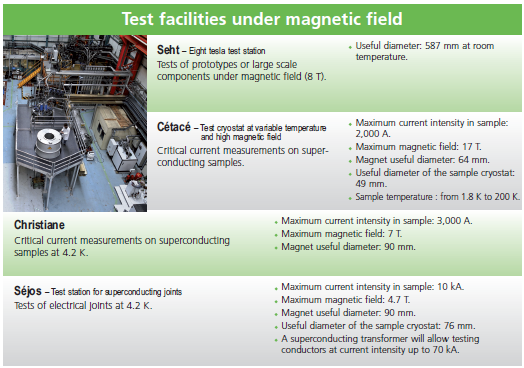 Test facilities under magnetic field
Seht – Eight tesla test station
Tests of prototypes or large scale
components under magnetic field (8 T).
• Useful diameter: 587 mm at room
temperature.
Cétacé – Test cryostat at variable temperature
and high magnetic field
Critical current measurements on super-
conducting samples.
• Maximum current intensity in sample:
2,000 A.
• Maximum magnetic field: 17 T.
• Magnet useful diameter: 64 mm.
• Useful diameter of the sample cryostat:
49 mm.
• Sample temperature : from 1.8 K to 200 K.
Christiane
Critical current measurements on superconducting
samples at 4.2 K.
• Maximum current intensity in sample: 3,000 A.
• Maximum magnetic field: 7 T.
• Magnet useful diameter: 90 mm.
Séjos – Test station for superconducting joints
Tests of electrical joints at 4.2 K.
• Maximum current intensity in sample: 10 kA.
• Maximum magnetic field: 4.7 T.
• Magnet useful diameter: 90 mm.
• Useful diameter of the sample cryostat: 76 mm.
• A superconducting transformer will allow testing
conductors at current intensity up to 70 kA.